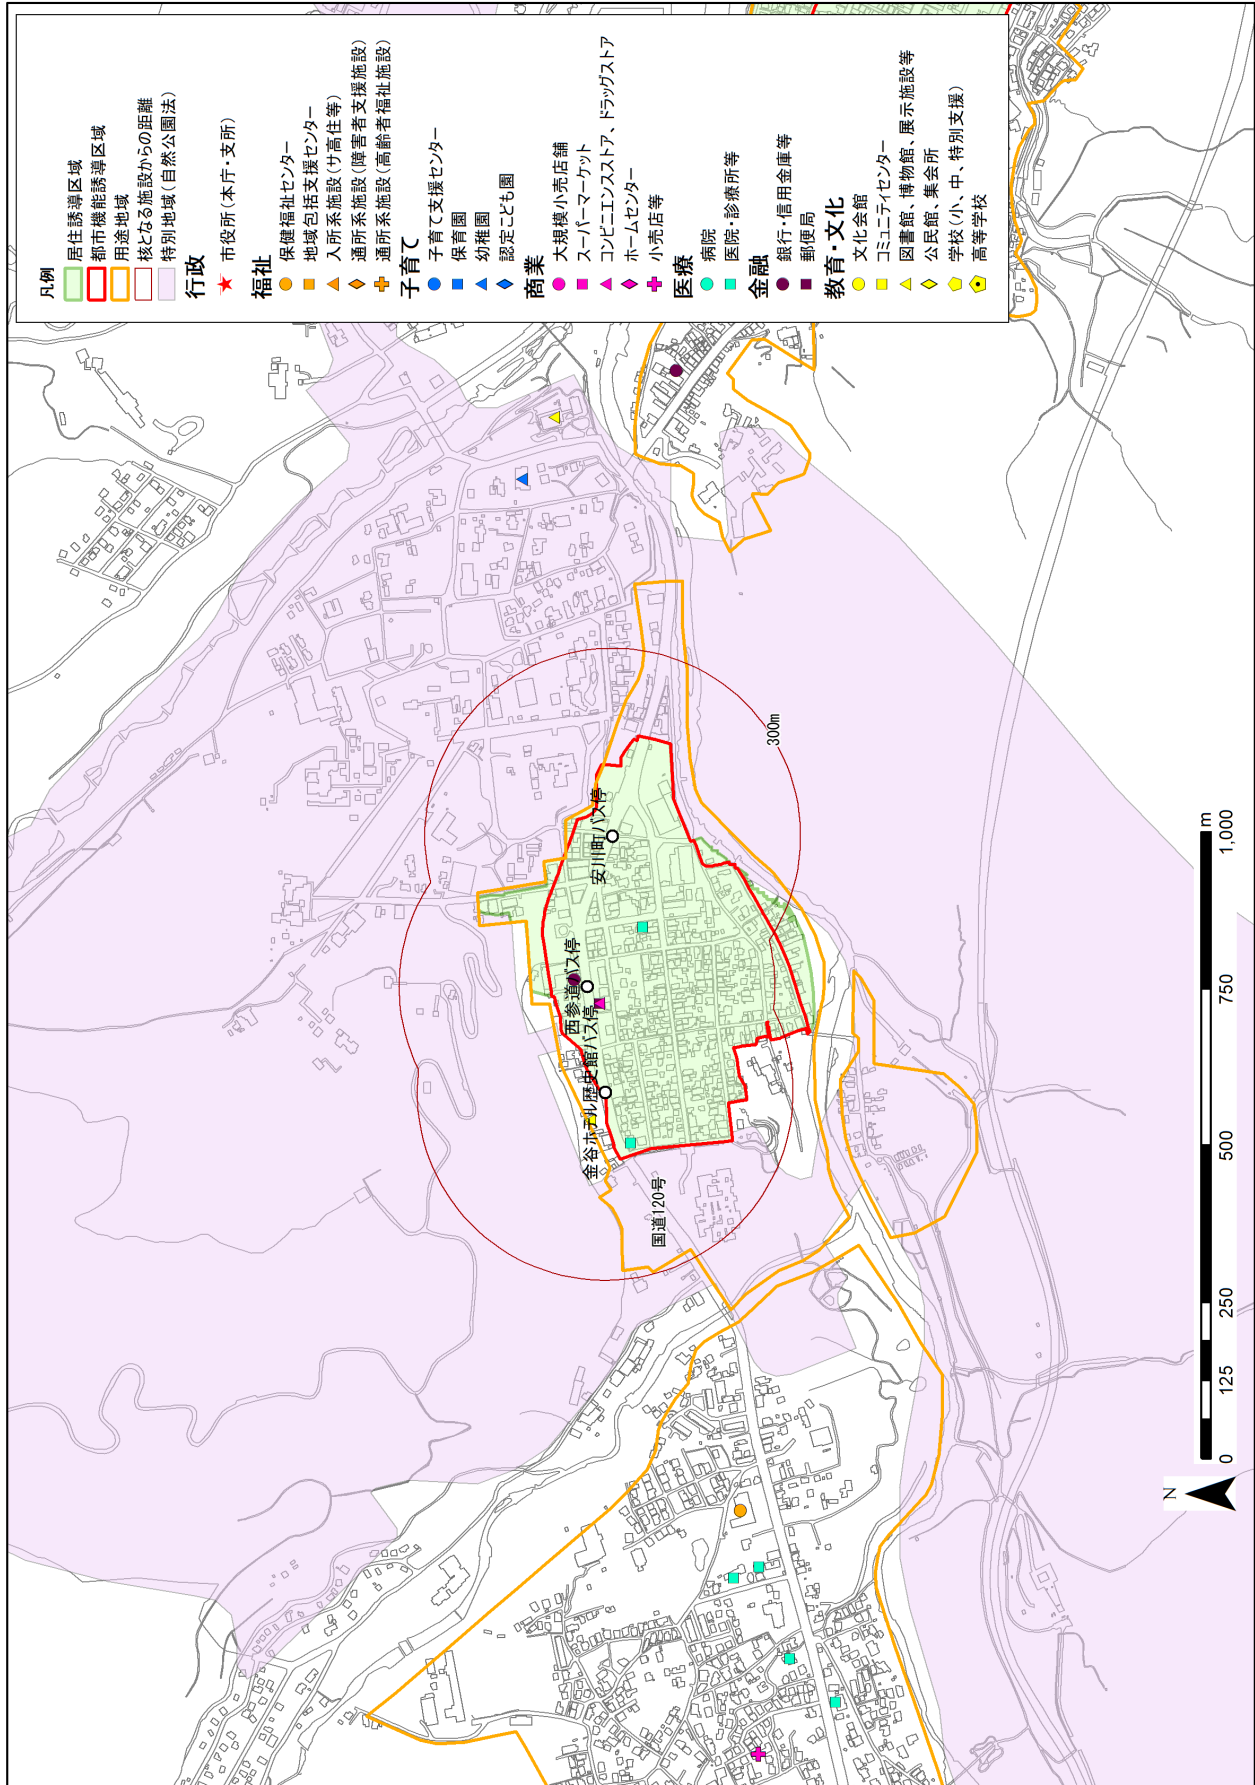 凡例
居住誘導区域
都市機能誘導区域
用途地域
核となる施設からの距離
特別地域(自然公園法)
行政
市役所(本庁・支所)
福祉
保健福祉センター
地域包括支援センター
入所系施設(サ高住等)
通所系施設(障害者支援施設)
通所系施設(高齢者福祉施設)
子育て
子育て支援センター
保育園
幼稚園
認定こども園
商業
大規模小売店舗
スーパーマーケット
コンビニエンスストア、ドラッグストア
ホームセンター
小売店等
医療
病院
医院・診療所等
金融
銀行・信用金庫等
郵便局
教育・文化
文化会館
コミュニティセンター
図書館、博物館、展示施設等
公民館、集会所
学校(小、中、特別支援)
高等学校
西参道バス停
金谷ホテル歴史館バス停
安川町バス停
国道120号
300m
N
0 125 250 500 750 1,000
m